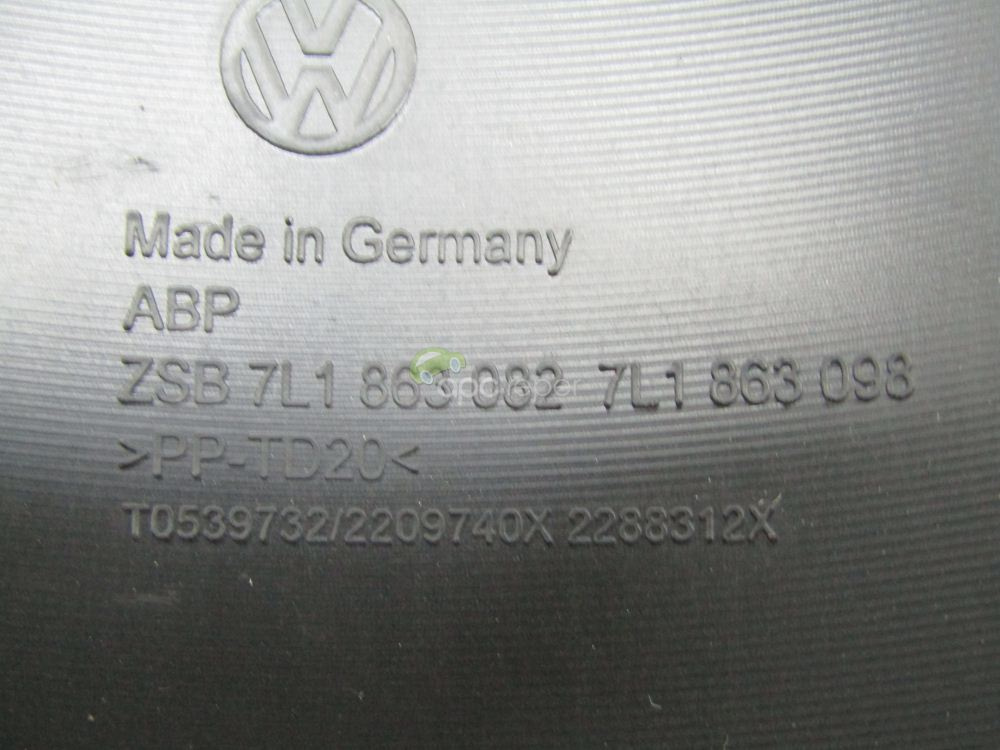 Made in Germany
ABP
ZSB 7L1 863 082 7L1 863 098
>PP-TD20<
T0539732/2209740X 2288312X